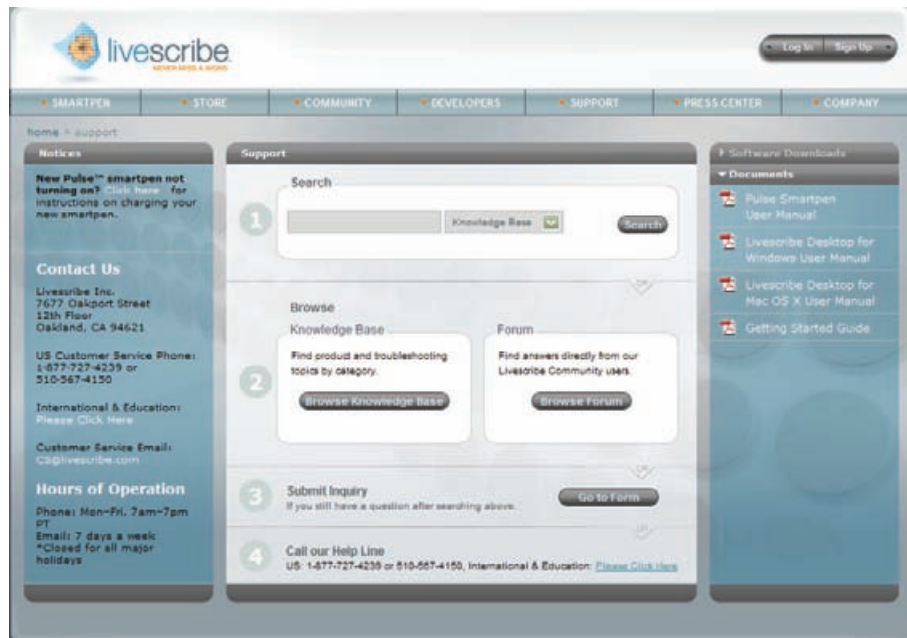 livescribe
NEVER MISS A WORD
Log In
Sign Up
SMARTPEN
STORE
COMMUNITY
DEVELOPERS
SUPPORT
PRESS CENTER
COMPANY
home > support
Notices
New Pulse™ smartpen not
turning on? Click here for
instructions on charging your
new smartpen.
Contact Us
Livescribe Inc.
7677 Oakport Street
12th Floor
Oakland, CA 94621
US Customer Service Phone:
1-877-727-4239 or
510-567-4150
International & Education:
Please Click Here
Customer Service Email:
CS@livescribe.com
Hours of Operation
Phone: Mon-Fri, 7am-7pm
PT
Email: 7 days a week
*Closed for all major
holidays
Support
1
Search
Knowledge Base
Search
OR
2
Browse
Knowledge Base
Find product and troubleshooting
topics by category.
Browse Knowledge Base
Forum
Find answers directly from our
Livescribe Community users.
Browse Forum
OR
3
Submit Inquiry
If you still have a question after searching above.
Go to Form
OR
4
Call our Help Line
US: 1-877-727-4239 or 510-567-4150, International & Education: Please Click Here
Software Downloads
Documents
Pulse Smartpen
User Manual
Livescribe Desktop for
Windows User Manual
Livescribe Desktop for
Mac OS X User Manual
Getting Started Guide